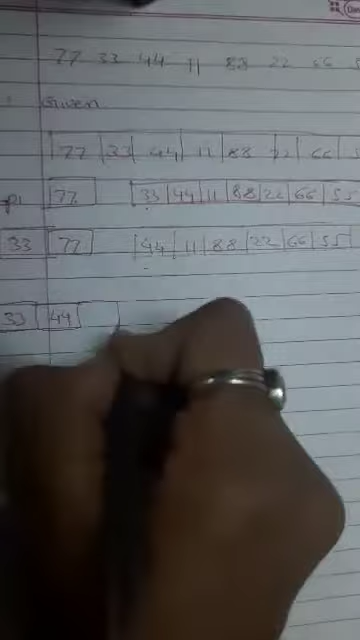 77 33 44 11 88 22 66
Given
77 33 44 11 88 22 66
p1 77 33 44 11 88 22 66 55
33 77 44 11 88 22 66 55
33 44